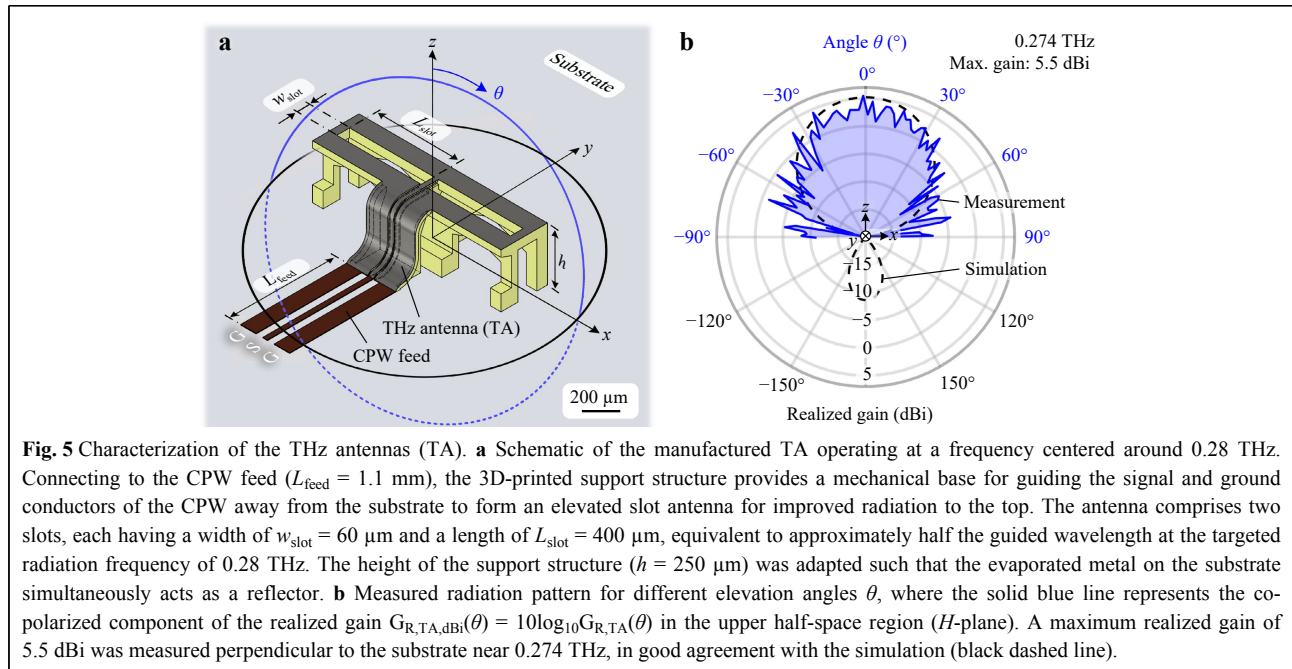 a
z
Substrate
θ
wslot
Lslot
y
h
Lfeed
THz antenna (TA)
x
CPW feed
G S G
200 µm
b
Angle θ (°)
0.274 THz
Max. gain: 5.5 dBi
0°
−30°
30°
−60°
60°
Measurement
z
−90°
y
x
90°
−15
Simulation
−10
−120°
−5
120°
0
−150°
5
150°
Realized gain (dBi)
Fig. 5 Characterization of the THz antennas (TA). a Schematic of the manufactured TA operating at a frequency centered around 0.28 THz.
Connecting to the CPW feed (Lfeed = 1.1 mm), the 3D-printed support structure provides a mechanical base for guiding the signal and ground
conductors of the CPW away from the substrate to form an elevated slot antenna for improved radiation to the top. The antenna comprises two
slots, each having a width of wslot = 60 µm and a length of Lslot = 400 µm, equivalent to approximately half the guided wavelength at the targeted
radiation frequency of 0.28 THz. The height of the support structure (h = 250 µm) was adapted such that the evaporated metal on the substrate
simultaneously acts as a reflector. b Measured radiation pattern for different elevation angles θ, where the solid blue line represents the co-
polarized component of the realized gain GR,TA,dBi(θ) = 10log10GR,TA(θ) in the upper half-space region (H-plane). A maximum realized gain of
5.5 dBi was measured perpendicular to the substrate near 0.274 THz, in good agreement with the simulation (black dashed line).